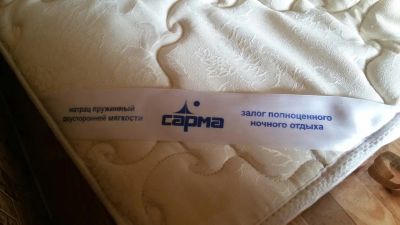 матрац пружинный
двусторонней мягкости
сарма
залог полноценного
ночного отдыха